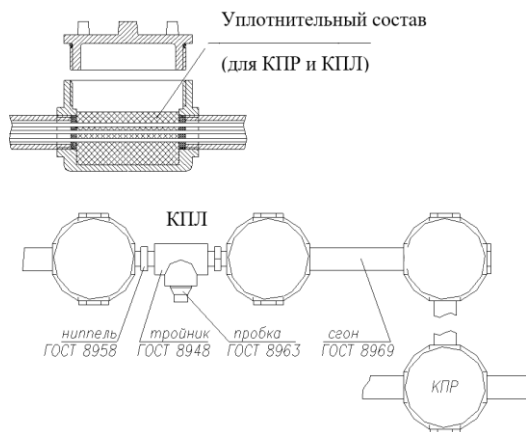 Уплотнительный состав
(для КПР и КПЛ)
КПЛ
ниппель тройник пробка сгон
ГОСТ 8958 ГОСТ 8948 ГОСТ 8963 ГОСТ 8969
КПР